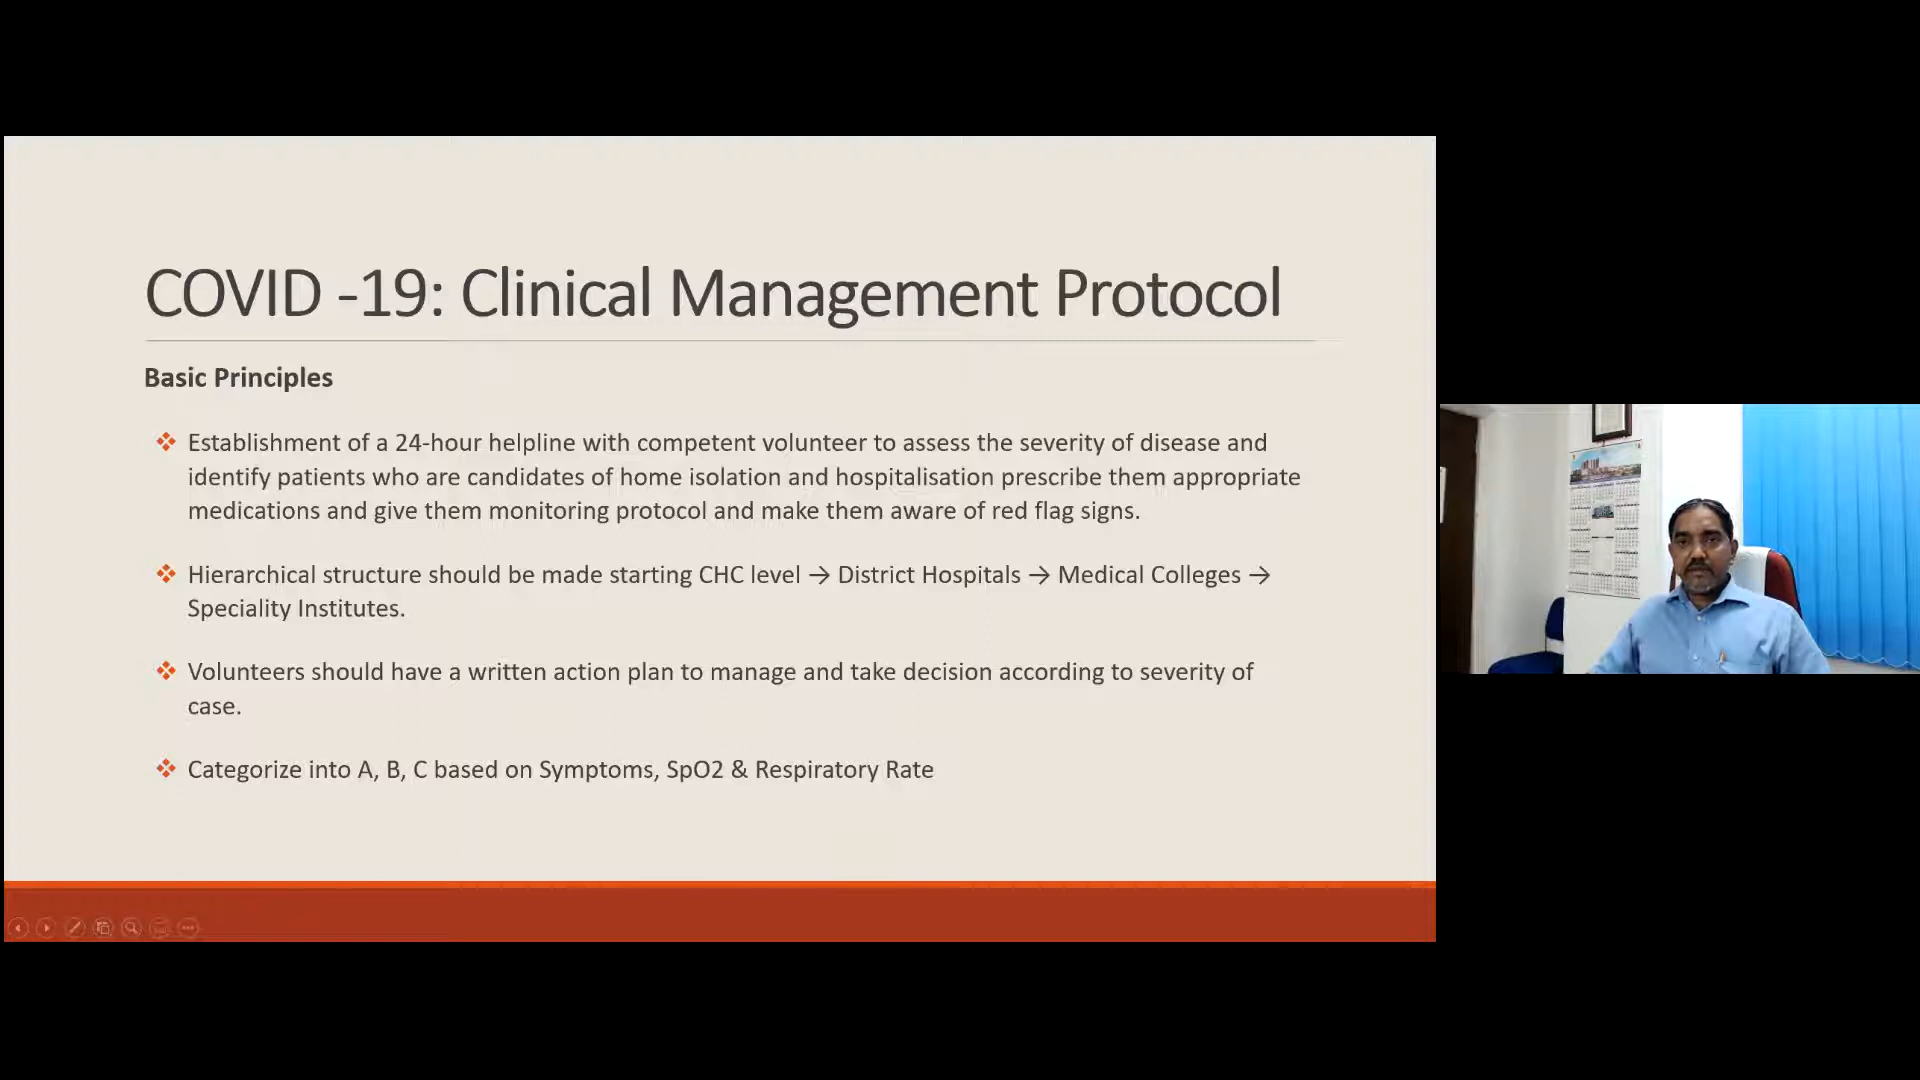 COVID -19: Clinical Management Protocol
Basic Principles
Establishment of a 24-hour helpline with competent volunteer to assess the severity of disease and
identify patients who are candidates of home isolation and hospitalisation prescribe them appropriate
medications and give them monitoring protocol and make them aware of red flag signs.
Hierarchical structure should be made starting CHC level → District Hospitals → Medical Colleges →
Speciality Institutes.
Volunteers should have a written action plan to manage and take decision according to severity of
case.
Categorize into A, B, C based on Symptoms, SpO2 & Respiratory Rate